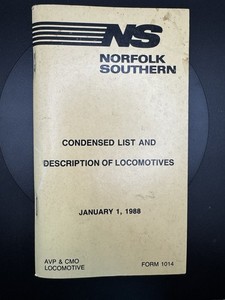 NS
NORFOLK
SOUTHERN
CONDENSED LIST AND
DESCRIPTION OF LOCOMOTIVES
JANUARY 1, 1988
AVP & CMO
LOCOMOTIVE FORM 1014